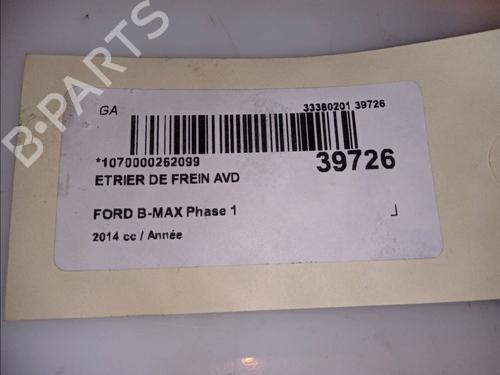 B-PARTS
GA
33380201 39726
*1070000262099
39726
ETRIER DE FREIN AVD
FORD B-MAX Phase 1
2014 cc / Année